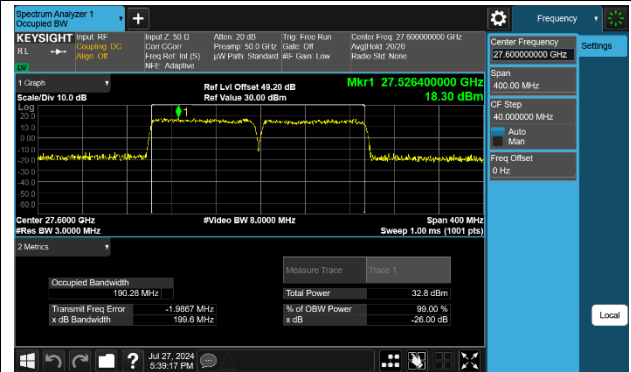 Spectrum Analyzer 1
Occupied BW
Frequency
KEYSIGHT
Input: RF
Input Z: 50 Ω
Atten: 20 dB
Trig: Free Run
Center Freq: 27.600000000 GHz
RL
Coupling: DC
Corr CCorr
Preamp: 50.0 GHz
Gate: Off
Avg|Hold: 20/20
Align: Off
Freq Ref: Int (S)
µW Path: Standard
#IF Gain: Low
Radio Std: None
NFE: Adaptive
LW
Center Frequency
27.600000000 GHz
Settings
Span
400.00 MHz
CF Step
40.000000 MHz
Auto
Man
Freq Offset
0 Hz
Local
1 Graph
Ref Lvl Offset 49.20 dB
Mkr1 27.526400000 GHz
Scale/Div 10.0 dB
Ref Value 30.00 dBm
18.30 dBm
Log
1
20.0
10.0
0.00
-10.0
-20.0
-30.0
-40.0
-50.0
-60.0
Center 27.6000 GHz
#Video BW 8.0000 MHz
Span 400 MHz
#Res BW 3.0000 MHz
Sweep 1.00 ms (1001 pts)
2 Metrics
Measure Trace
Trace 1
Occupied Bandwidth
190.28 MHz
Total Power
32.8 dBm
Transmit Freq Error
-1.9867 MHz
% of OBW Power
99.00 %
x dB Bandwidth
199.6 MHz
x dB
-26.00 dB
?
Jul 27, 2024
5:39:17 PM